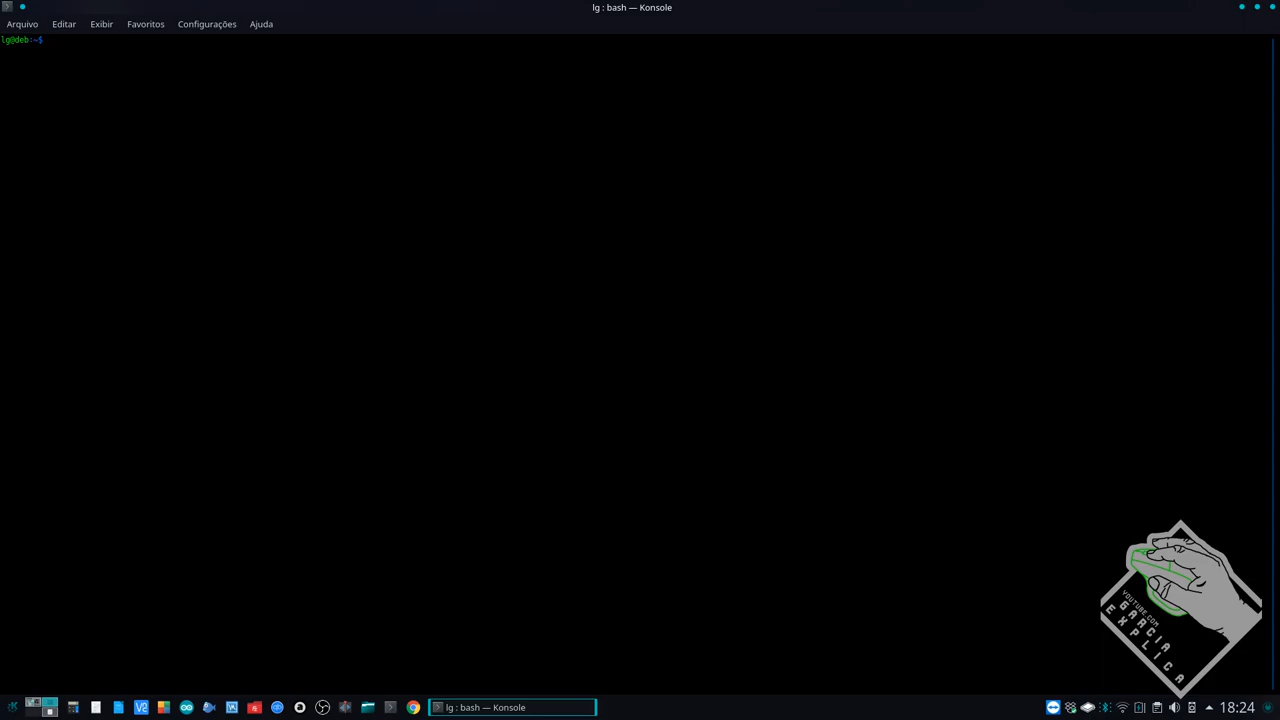 lg : bash — Konsole
Arquivo Editar Exibir Favoritos Configurações Ajuda
lg@deb:~$
YOUTUBE.COM
GARCIA
EXPLICA
lg : bash — Konsole
18:24